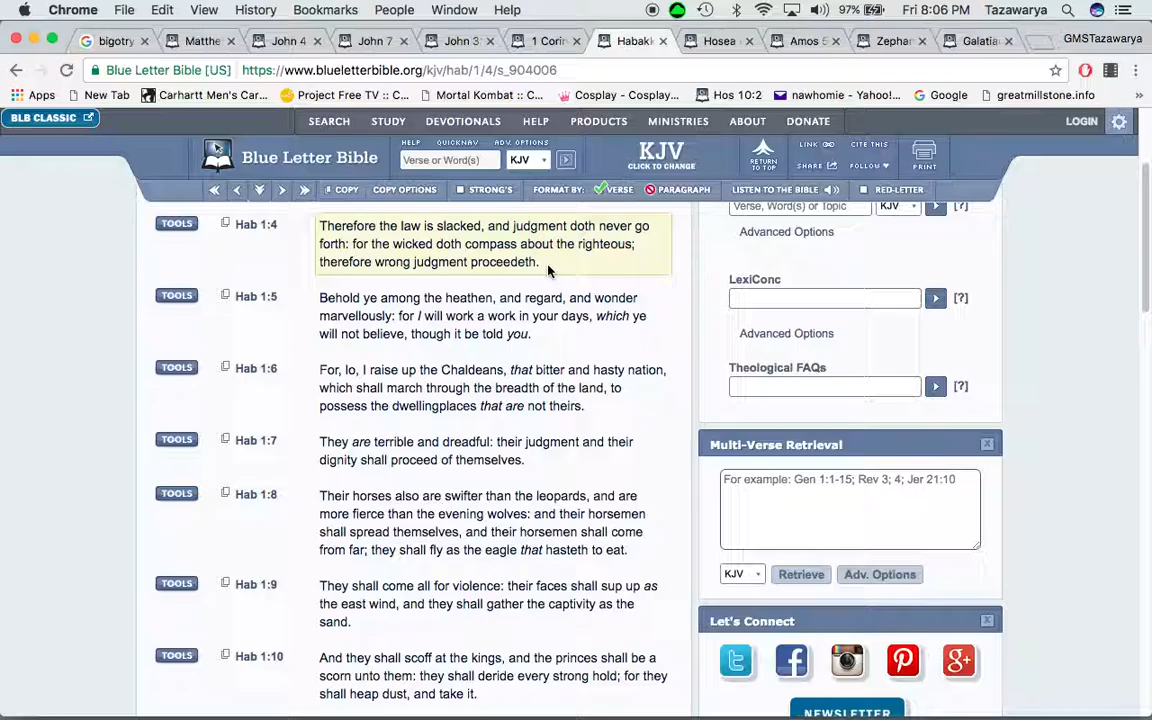 Chrome File Edit View History Bookmarks People Window Help 97% Fri 8:06 PM Tazawarya
bigotry Matthe John 4 John 7 John 3 1 Corin Habakk Hosea Amos 5 Zephan Galatia GMSTazawarya
Blue Letter Bible [US] https://www.blueletterbible.org/kjv/hab/1/4/s_904006
Apps New Tab Carhartt Men's Car... Project Free TV :: C... Mortal Kombat :: C... Cosplay - Cosplay... Hos 10:2 nawhomie - Yahoo!... Google greatmillstone.info »
BLB CLASSIC SEARCH STUDY DEVOTIONALS HELP PRODUCTS MINISTRIES ABOUT DONATE LOGIN
HELP QUICKNAV ADV. OPTIONS
Blue Letter Bible Verse or Word(s) KJV
KJV
CLICK TO CHANGE
RETURN
TO TOP
LINK CITE THIS
SHARE FOLLOW
PRINT
COPY COPY OPTIONS STRONG'S FORMAT BY: VERSE PARAGRAPH LISTEN TO THE BIBLE RED-LETTER
TOOLS Hab 1:4 Therefore the law is slacked, and judgment doth never go
forth: for the wicked doth compass about the righteous;
therefore wrong judgment proceedeth.
TOOLS Hab 1:5 Behold ye among the heathen, and regard, and wonder
marvellously: for I will work a work in your days, which ye
will not believe, though it be told you.
TOOLS Hab 1:6 For, lo, I raise up the Chaldeans, that bitter and hasty nation,
which shall march through the breadth of the land, to
possess the dwellingplaces that are not theirs.
TOOLS Hab 1:7 They are terrible and dreadful: their judgment and their
dignity shall proceed of themselves.
TOOLS Hab 1:8 Their horses also are swifter than the leopards, and are
more fierce than the evening wolves: and their horsemen
shall spread themselves, and their horsemen shall come
from far; they shall fly as the eagle that hasteth to eat.
TOOLS Hab 1:9 They shall come all for violence: their faces shall sup up as
the east wind, and they shall gather the captivity as the
sand.
TOOLS Hab 1:10 And they shall scoff at the kings, and the princes shall be a
scorn unto them: they shall deride every strong hold; for they
shall heap dust, and take it.
Verse, Word(s) or Topic KJV
Advanced Options
LexiConc
[?]
Advanced Options
Theological FAQs
[?]
Multi-Verse Retrieval
For example: Gen 1:1-15; Rev 3; 4; Jer 21:10
KJV Retrieve Adv. Options
Let's Connect
NEWSLETTER